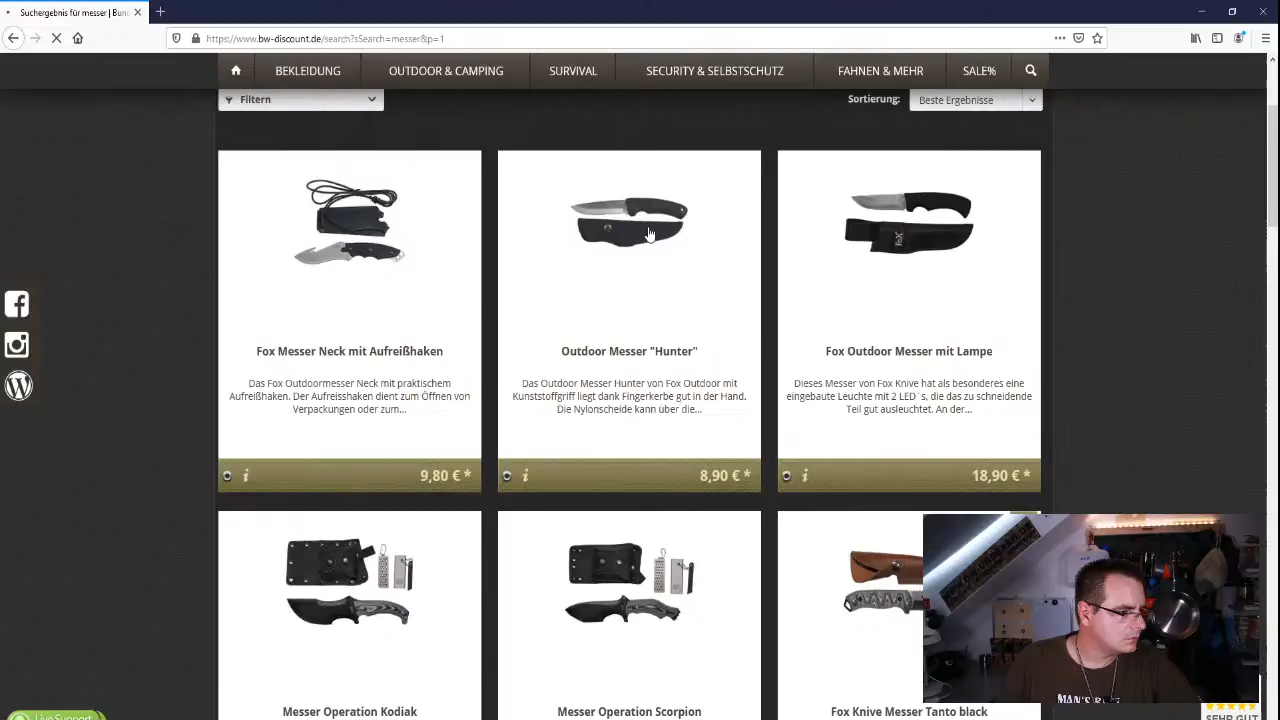 Suchergebnis für messer | Bun
https://www.bw-discount.de/search?sSearch=messer&p=1
BEKLEIDUNG
OUTDOOR & CAMPING
SURVIVAL
SECURITY & SELBSTSCHUTZ
FAHNEN & MEHR
SALE%
Filtern
Sortierung:
Beste Ergebnisse
FOX
Fox Messer Neck mit Aufreißhaken
Das Fox Outdoormesser Neck mit praktischem
Aufreißhaken. Der Aufreisshaken dient zum Öffnen von
Verpackungen oder zum...
i
9,80 € *
Outdoor Messer "Hunter"
Das Outdoor Messer Hunter von Fox Outdoor mit
Kunststoffgriff liegt dank Fingerkerbe gut in der Hand.
Die Nylonscheide kann über die...
i
8,90 € *
Fox Outdoor Messer mit Lampe
Dieses Messer von Fox Knive hat als besonderes eine
eingebaute Leuchte mit 2 LED´s, die das zu schneidende
Teil gut ausleuchtet. An der...
i
18,90 € *
Messer Operation Kodiak
Messer Operation Scorpion
Fox Knive Messer Tanto black
Live Support
MAN'S
SEHR GUT